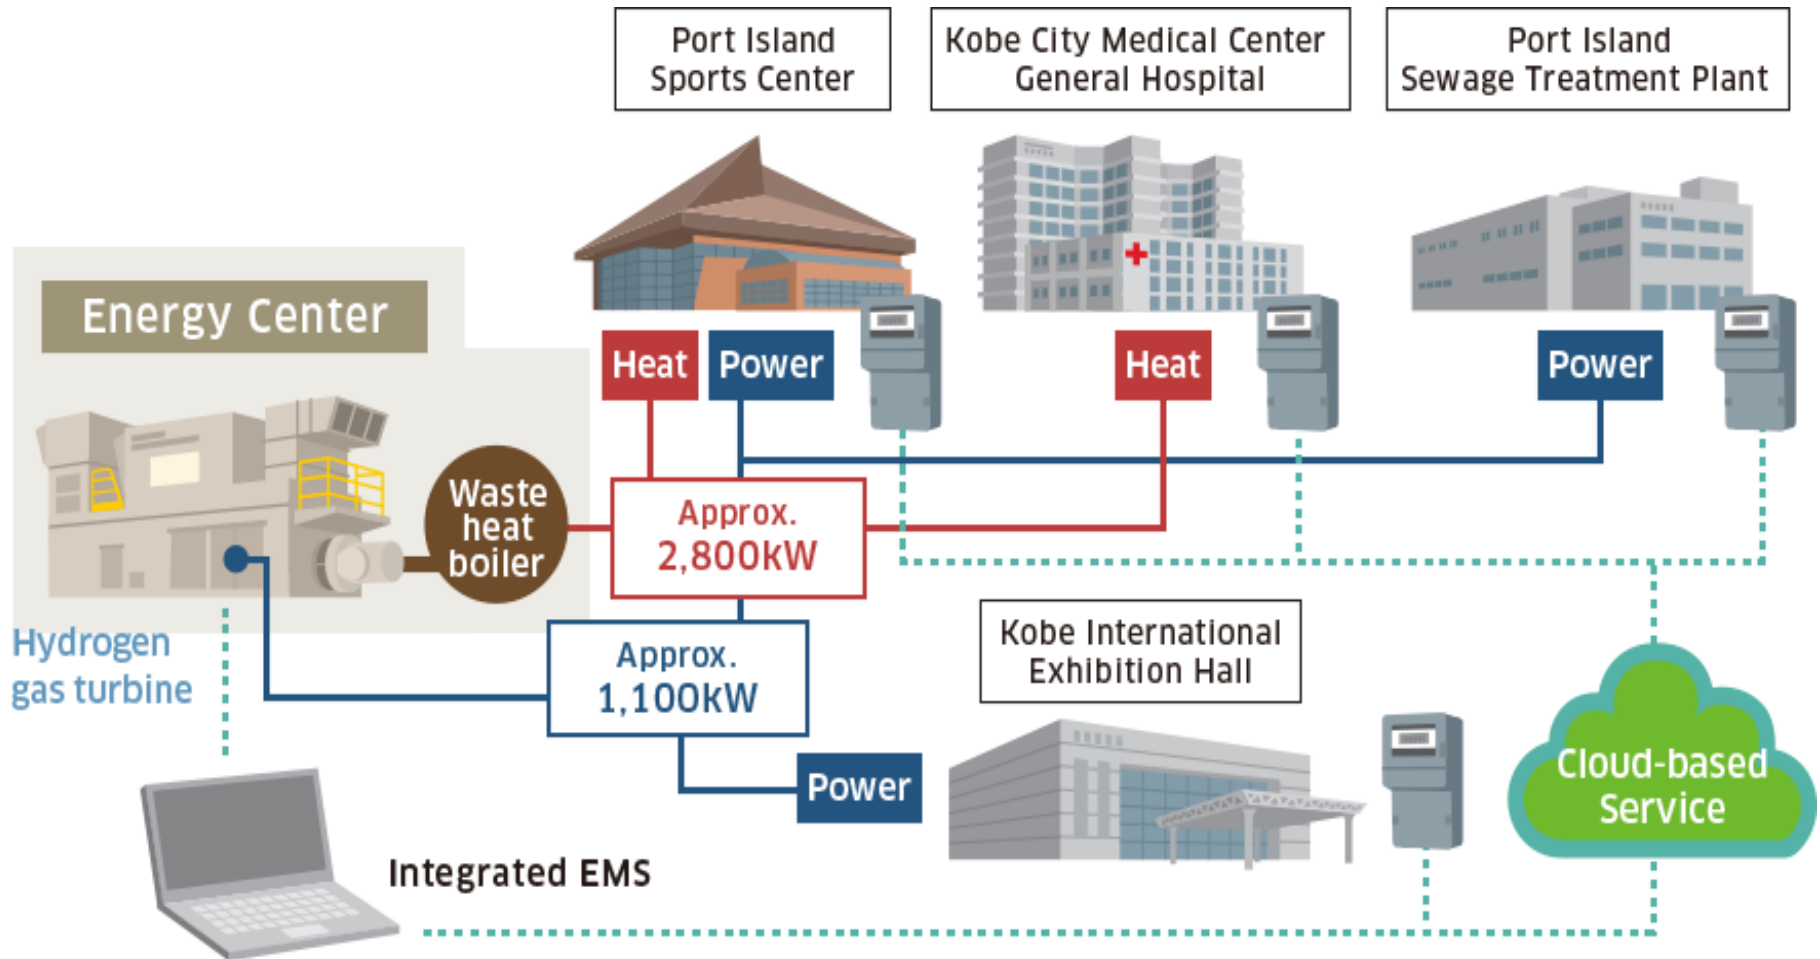 Port Island
Sports Center
Kobe City Medical Center
General Hospital
Port Island
Sewage Treatment Plant
Energy Center
Heat
Power
Heat
Power
Waste
heat
boiler
Approx.
2,800kW
Hydrogen
gas turbine
Approx.
1,100kW
Kobe International
Exhibition Hall
Power
Cloud-based
Service
Integrated EMS